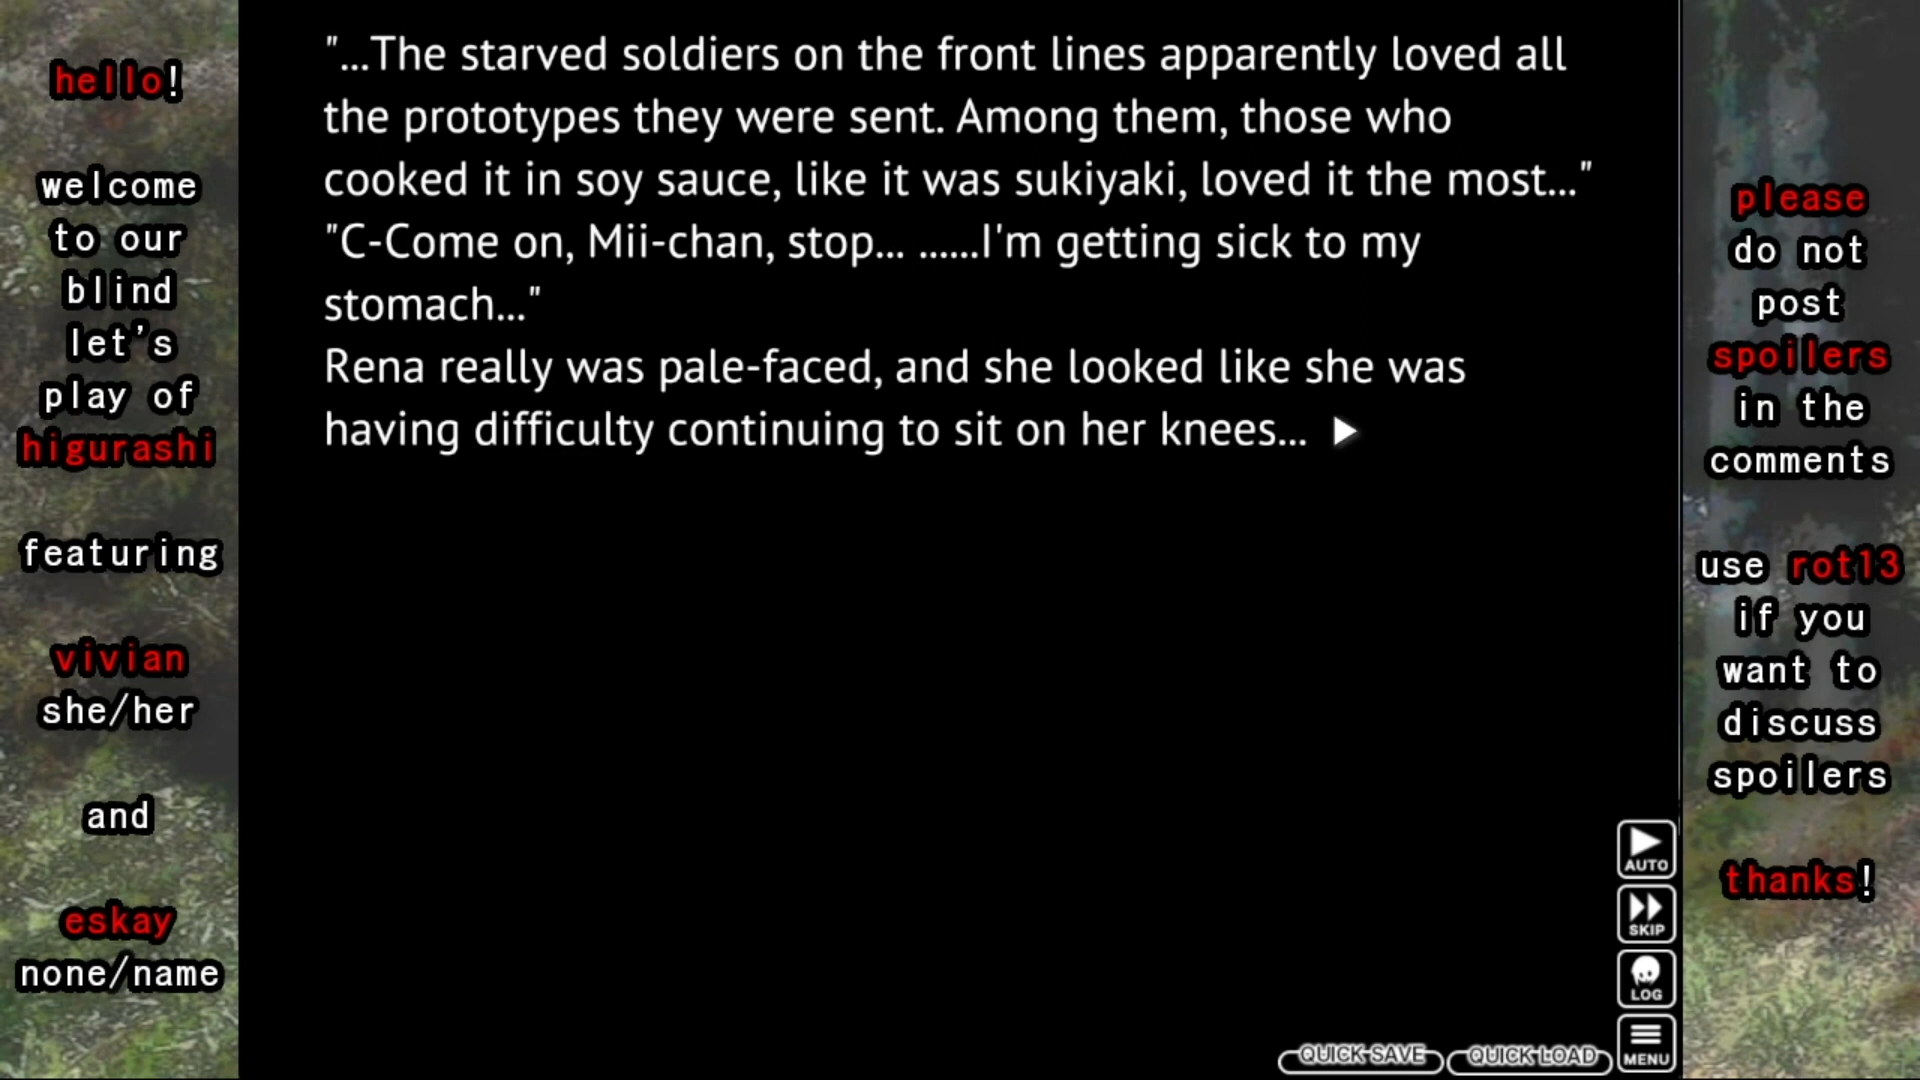 hello!
welcome
to our
blind
let's
play of
higurashi
featuring
vivian
she/her
and
eskay
none/name
"...The starved soldiers on the front lines apparently loved all
the prototypes they were sent. Among them, those who
cooked it in soy sauce, like it was sukiyaki, loved it the most..."
"C-Come on, Mii-chan, stop... ......I'm getting sick to my
stomach..."
Rena really was pale-faced, and she looked like she was
having difficulty continuing to sit on her knees...
please
do not
post
spoilers
in the
comments
use rot13
if you
want to
discuss
spoilers
thanks!
AUTO
SKIP
LOG
MENU
QUICK SAVE QUICK LOAD